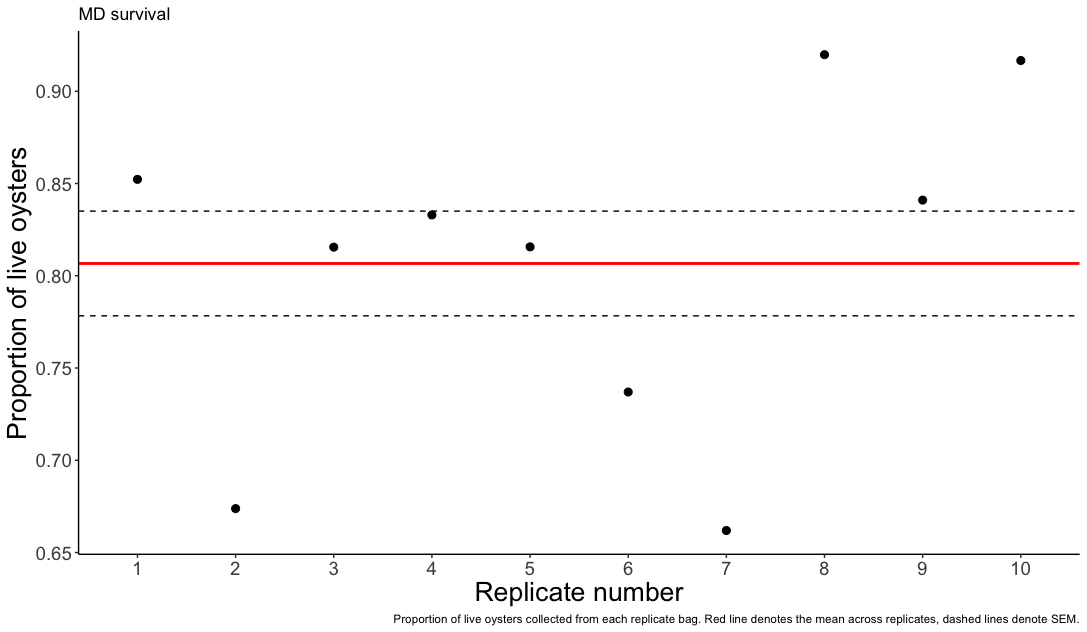 MD survival
Proportion of live oysters
0.90
0.85
0.80
0.75
0.70
0.65
1 2 3 4 5 6 7 8 9 10
Replicate number
Proportion of live oysters collected from each replicate bag. Red line denotes the mean across replicates, dashed lines denote SEM.